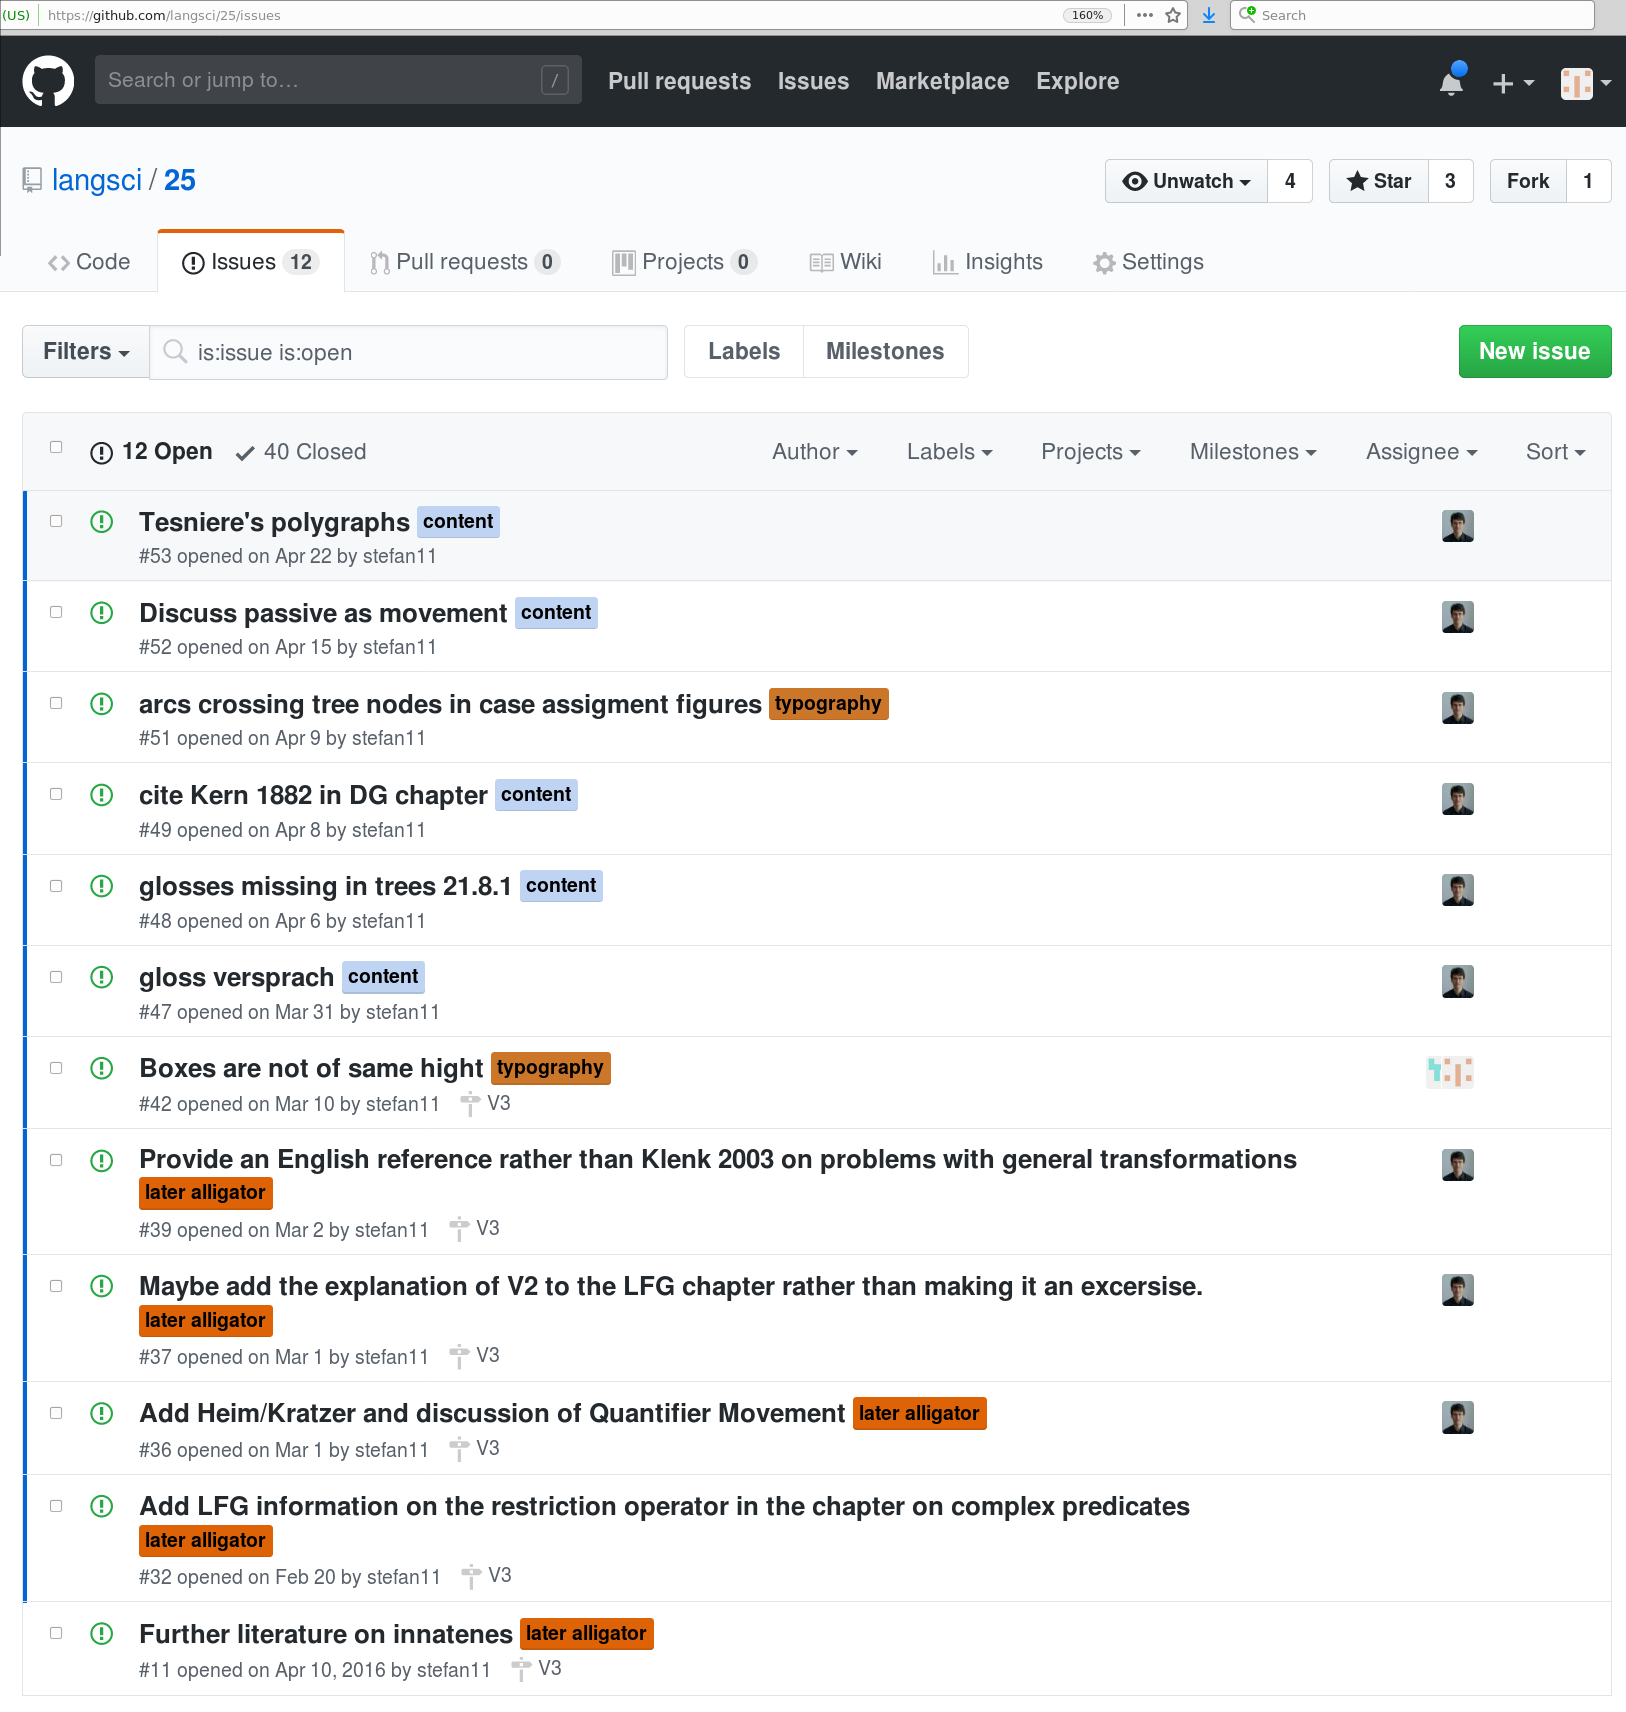 (US) https://github.com/langsci/25/issues 160% Search
Search or jump to… / Pull requests Issues Marketplace Explore
langsci / 25 Unwatch 4 Star 3 Fork 1
Code Issues 12 Pull requests 0 Projects 0 Wiki Insights Settings
Filters is:issue is:open Labels Milestones New issue
12 Open 40 Closed Author Labels Projects Milestones Assignee Sort
Tesniere's polygraphs content
#53 opened on Apr 22 by stefan11
Discuss passive as movement content
#52 opened on Apr 15 by stefan11
arcs crossing tree nodes in case assigment figures typography
#51 opened on Apr 9 by stefan11
cite Kern 1882 in DG chapter content
#49 opened on Apr 8 by stefan11
glosses missing in trees 21.8.1 content
#48 opened on Apr 6 by stefan11
gloss versprach content
#47 opened on Mar 31 by stefan11
Boxes are not of same hight typography
#42 opened on Mar 10 by stefan11 V3
Provide an English reference rather than Klenk 2003 on problems with general transformations
later alligator
#39 opened on Mar 2 by stefan11 V3
Maybe add the explanation of V2 to the LFG chapter rather than making it an excersise.
later alligator
#37 opened on Mar 1 by stefan11 V3
Add Heim/Kratzer and discussion of Quantifier Movement later alligator
#36 opened on Mar 1 by stefan11 V3
Add LFG information on the restriction operator in the chapter on complex predicates
later alligator
#32 opened on Feb 20 by stefan11 V3
Further literature on innatenes later alligator
#11 opened on Apr 10, 2016 by stefan11 V3